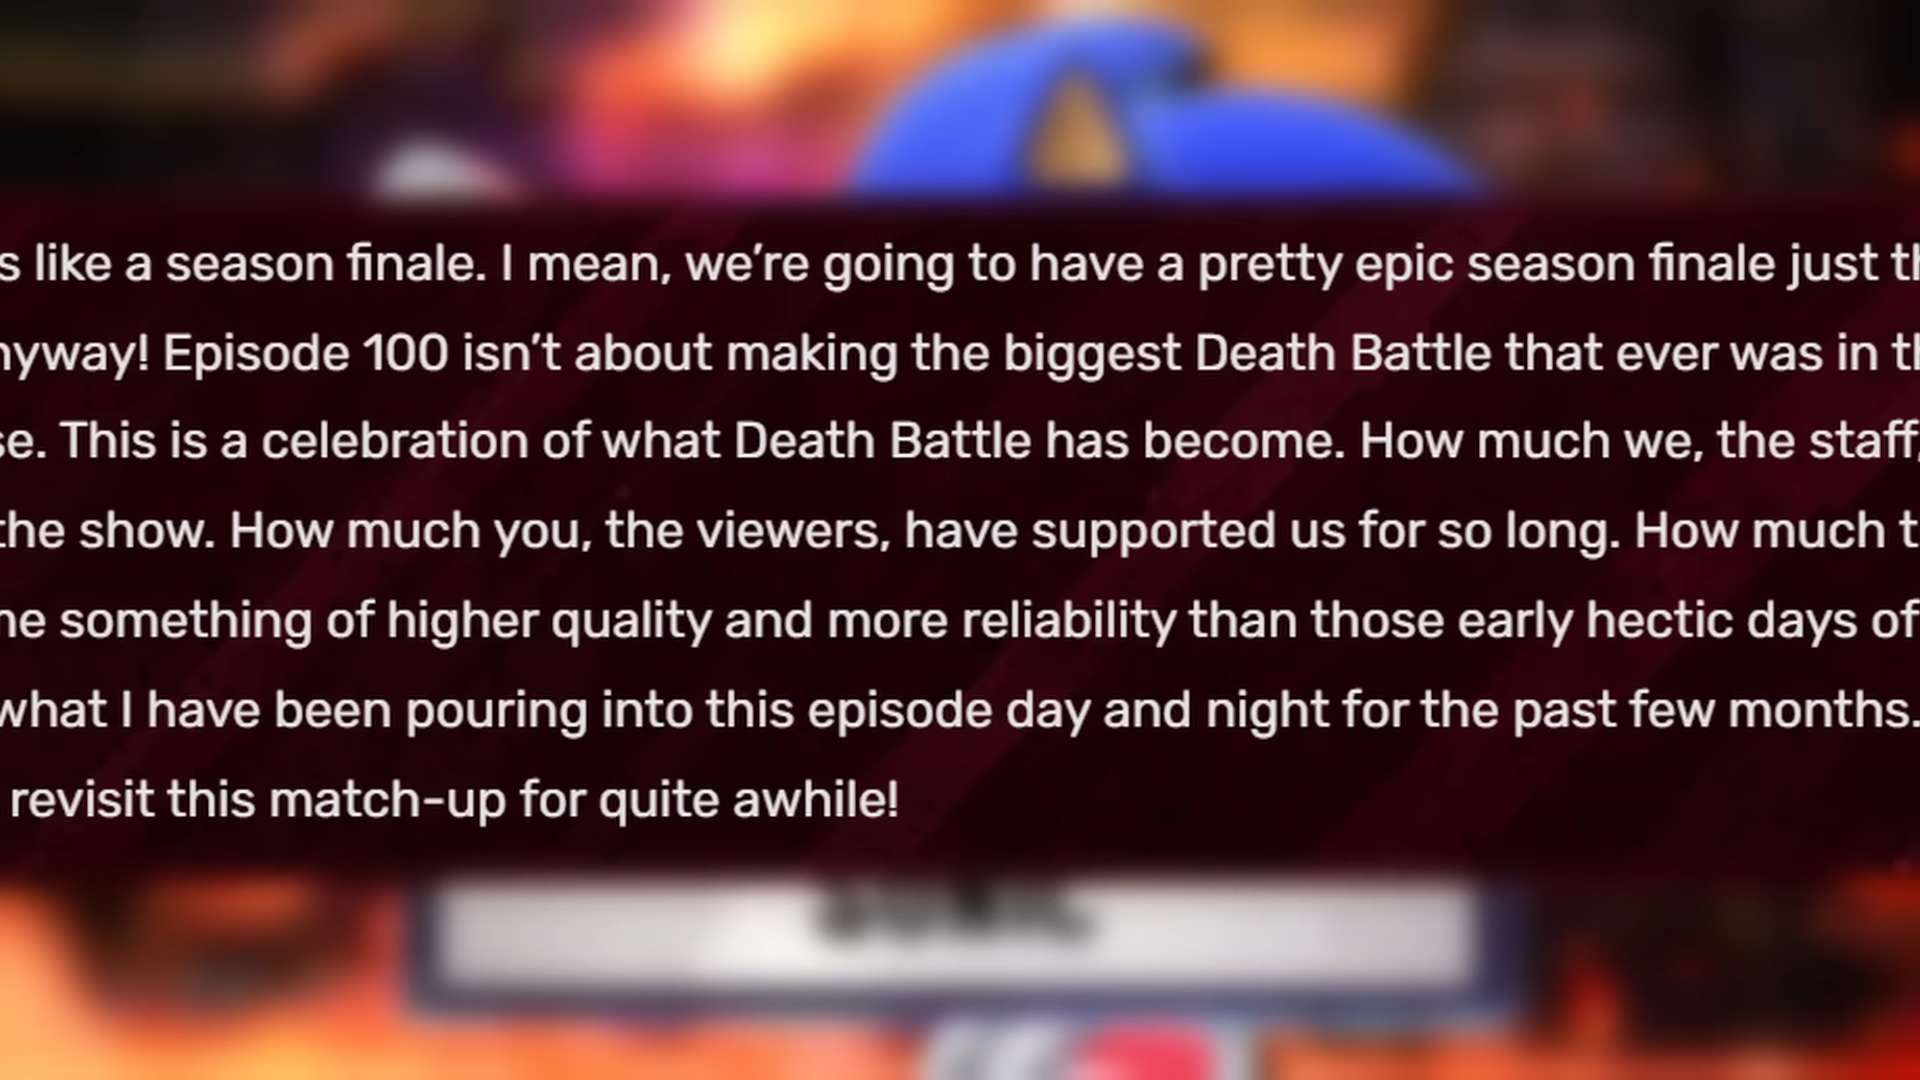 s like a season finale. I mean, we're going to have a pretty epic season finale just th
nyway! Episode 100 isn't about making the biggest Death Battle that ever was in th
se. This is a celebration of what Death Battle has become. How much we, the staff,
the show. How much you, the viewers, have supported us for so long. How much t
ne something of higher quality and more reliability than those early hectic days of
what I have been pouring into this episode day and night for the past few months.
revisit this match-up for quite awhile!